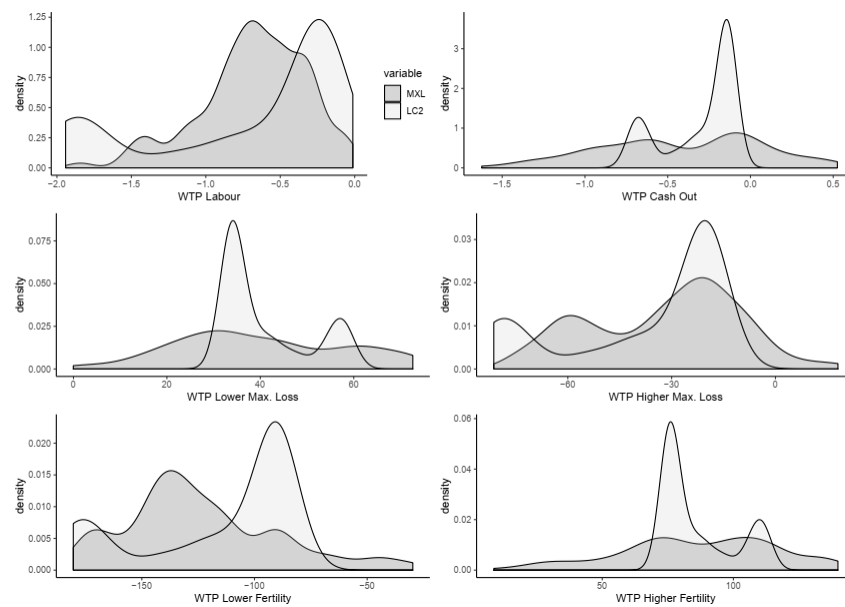 1.25
1.00
0.75
0.50
0.25
0.00
density
−2.0 −1.5 −1.0 −0.5 0.0
WTP Labour
variable
MXL
LC2
3
2
1
0
density
−1.5 −1.0 −0.5 0.0 0.5
WTP Cash Out
0.075
0.050
0.025
0.000
density
0 20 40 60
WTP Lower Max. Loss
0.03
0.02
0.01
0.00
density
−60 −30 0
WTP Higher Max. Loss
0.020
0.015
0.010
0.005
0.000
density
−150 −100 −50
WTP Lower Fertility
0.06
0.04
0.02
0.00
density
50 100
WTP Higher Fertility